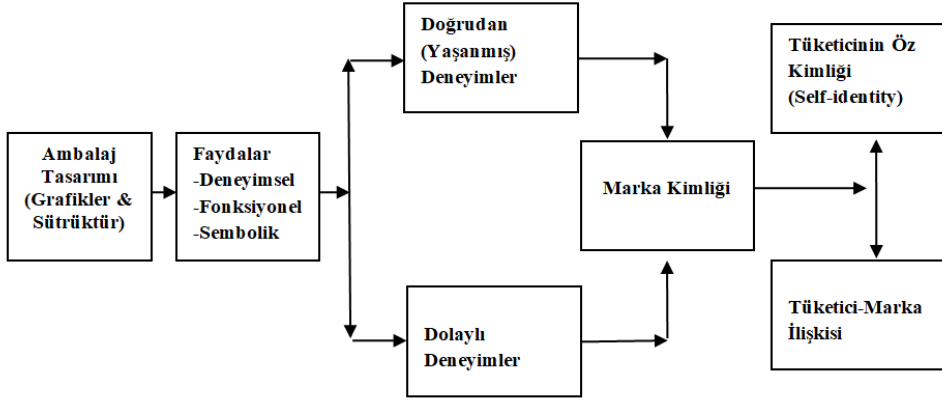 Ambalaj
Tasarımı
(Grafikler &
Sütrüktür)
Faydalar
-Deneyimsel
-Fonksiyonel
-Sembolik
Doğrudan
(Yaşanmış)
Deneyimler
Dolaylı
Deneyimler
Marka Kimliği
Tüketicinin Öz
Kimliği
(Self-identity)
Tüketici-Marka
İlişkisi